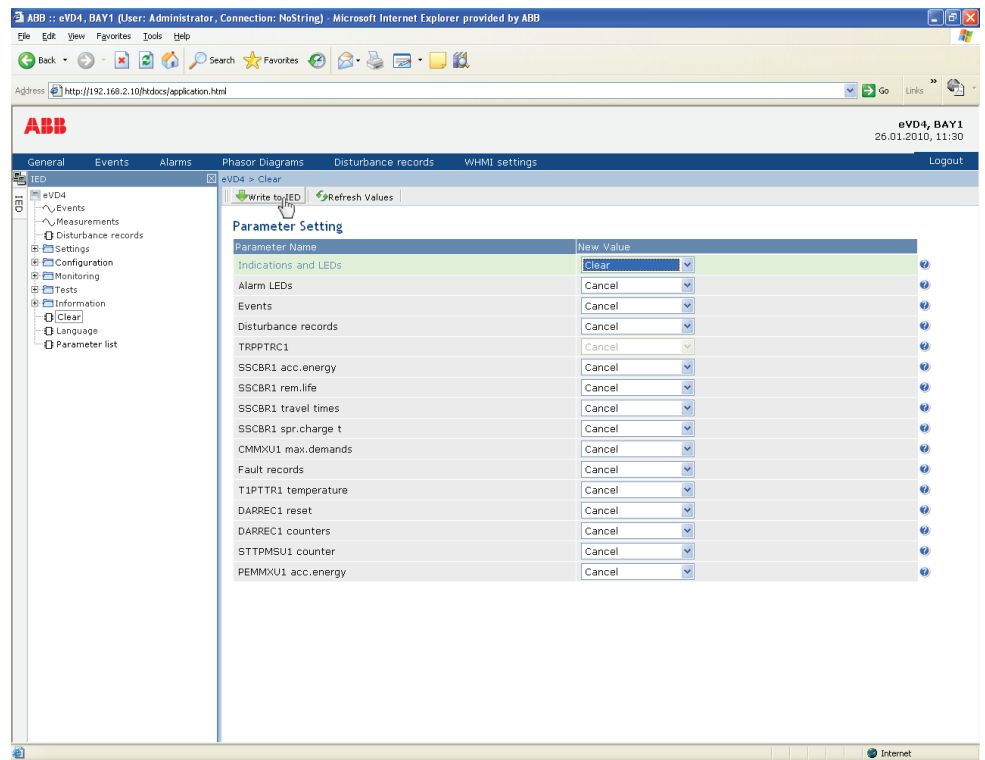 ABB :: eVD4, BAY1 (User: Administrator, Connection: NoString) - Microsoft Internet Explorer provided by ABB
File Edit View Favorites Tools Help
Back Search Favorites
Address http://192.168.2.10/htdocs/application.html Go Links »
ABB
eVD4, BAY1
26.01.2010, 11:30
General Events Alarms Phasor Diagrams Disturbance records WHMI settings Logout
IED
eVD4 > Clear
IED
eVD4
Events
Measurements
Disturbance records
Settings
Configuration
Monitoring
Tests
Information
Clear
Language
Parameter list
Write to IED Refresh Values
Parameter Setting
Parameter Name New Value
Indications and LEDs Clear
Alarm LEDs Cancel
Events Cancel
Disturbance records Cancel
TRPPTRC1 Cancel
SSCBR1 acc.energy Cancel
SSCBR1 rem.life Cancel
SSCBR1 travel times Cancel
SSCBR1 spr.charge t Cancel
CMMXU1 max.demands Cancel
Fault records Cancel
T1PTTR1 temperature Cancel
DARREC1 reset Cancel
DARREC1 counters Cancel
STTPMSU1 counter Cancel
PEMMXU1 acc.energy Cancel
Internet